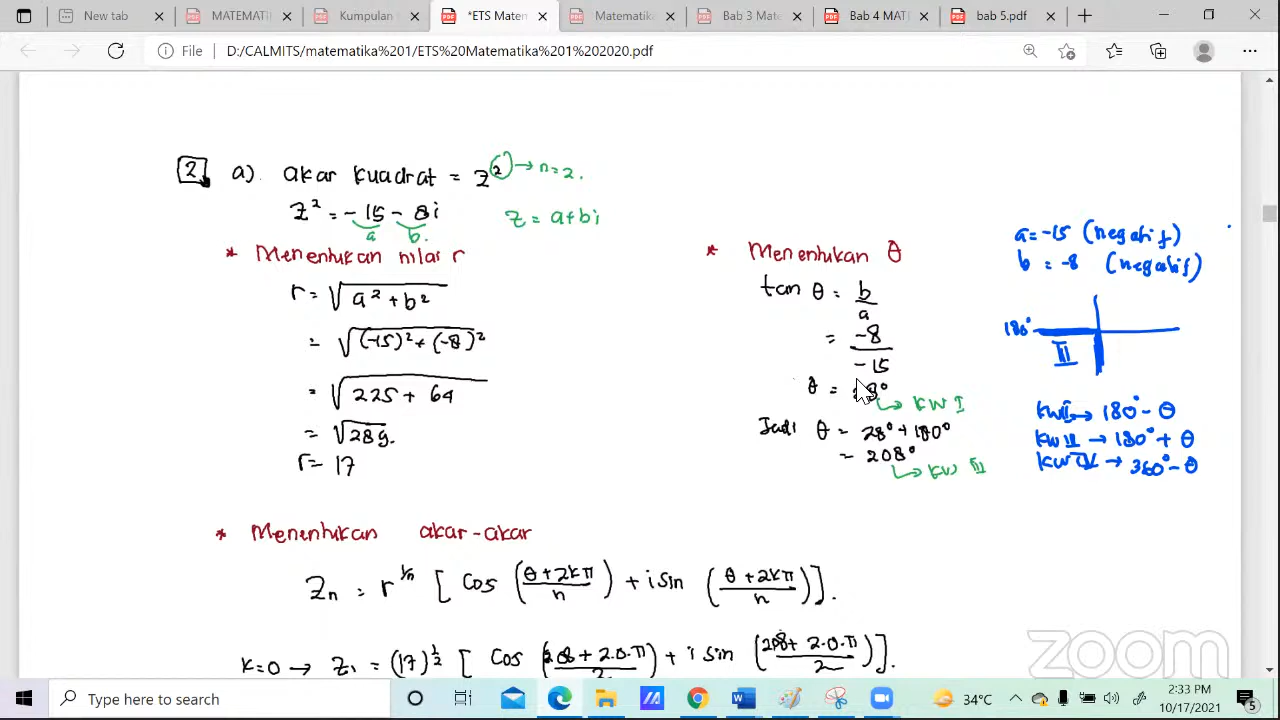 New tab
MATEMATI
Kumpulan
*ETS Matem
Matematika
Bab 3 Matem
Bab 4 MAT
bab 5.pdf
File
D:/CALMITS/matematika%201/ETS%20Matematika%201%202020.pdf
2 a). akar kuadrat = z² → n=2.
z² = -15 - 8i z = a+bi
a b.
* Menentukan nilai r
r = √a² + b²
= √(-15)² + (-8)²
= √225 + 64
= √289.
r = 17
* Menentukan θ
tan θ = b/a
= -8/-15
θ = 28°
→ KW I
Jadi θ = 28° + 180°
= 208°
→ KW III
a = -15 (negatif)
b = -8 (negatif)
180°
III
KW II → 180° - θ
KW III → 180° + θ
KW IV → 360° - θ
* Menentukan akar-akar
Zn = r^1/n [ cos (θ + 2kπ / n) + i sin (θ + 2kπ / n) ].
k=0 → Z1 = (17)^1/2 [ cos (208 + 2.0.π / 2) + i sin (208 + 2.0.π / 2) ].
zoom
Type here to search
34°C
2:33 PM
10/17/2021
5